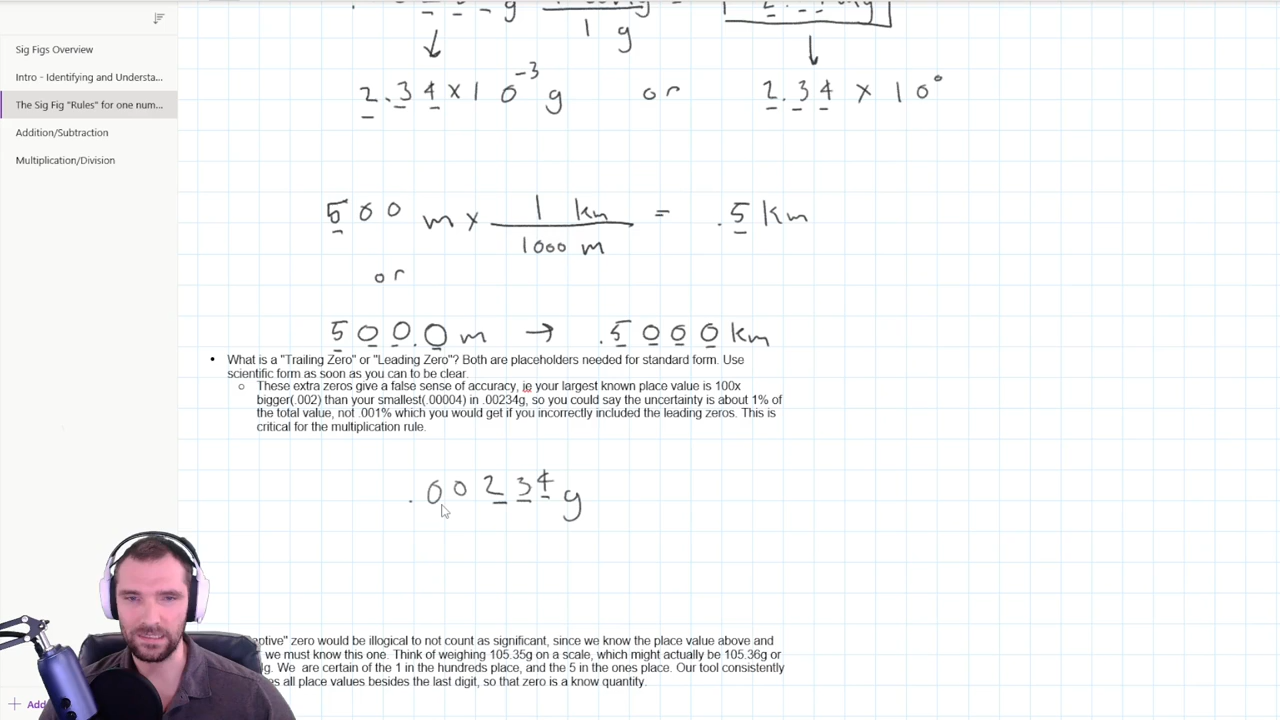 Sig Figs Overview
Intro - Identifying and Understa...
The Sig Fig "Rules" for one num...
Addition/Subtraction
Multiplication/Division
Add
g
1 g
2.34 x 10⁻³ g or 2.34 x 10⁰
500 m x 1 km / 1000 m = .5 km
or
500.0 m → .5000 km
• What is a "Trailing Zero" or "Leading Zero"? Both are placeholders needed for standard form. Use
scientific form as soon as you can to be clear.
o These extra zeros give a false sense of accuracy, ie your largest known place value is 100x
bigger(.002) than your smallest(.00004) in .00234g, so you could say the uncertainty is about 1% of
the total value, not .001% which you would get if you incorrectly included the leading zeros. This is
critical for the multiplication rule.
.00234 g
zero would be illogical to not count as significant, since we know the place value above and
we must know this one. Think of weighing 105.35g on a scale, which might actually be 105.36g or
We are certain of the 1 in the hundreds place, and the 5 in the ones place. Our tool consistently
all place values besides the last digit, so that zero is a know quantity.